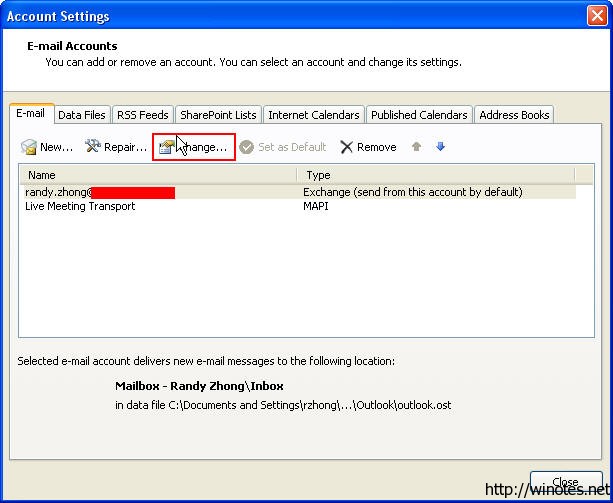 Account Settings
E-mail Accounts
You can add or remove an account. You can select an account and change its settings.
E-mail Data Files RSS Feeds SharePoint Lists Internet Calendars Published Calendars Address Books
New... Repair... Change... Set as Default Remove
Name Type
randy.zhong@ Exchange (send from this account by default)
Live Meeting Transport MAPI
Selected e-mail account delivers new e-mail messages to the following location:
Mailbox - Randy Zhong\Inbox
in data file C:\Documents and Settings\rzhong\...\Outlook\outlook.ost
Close
http://winotes.net